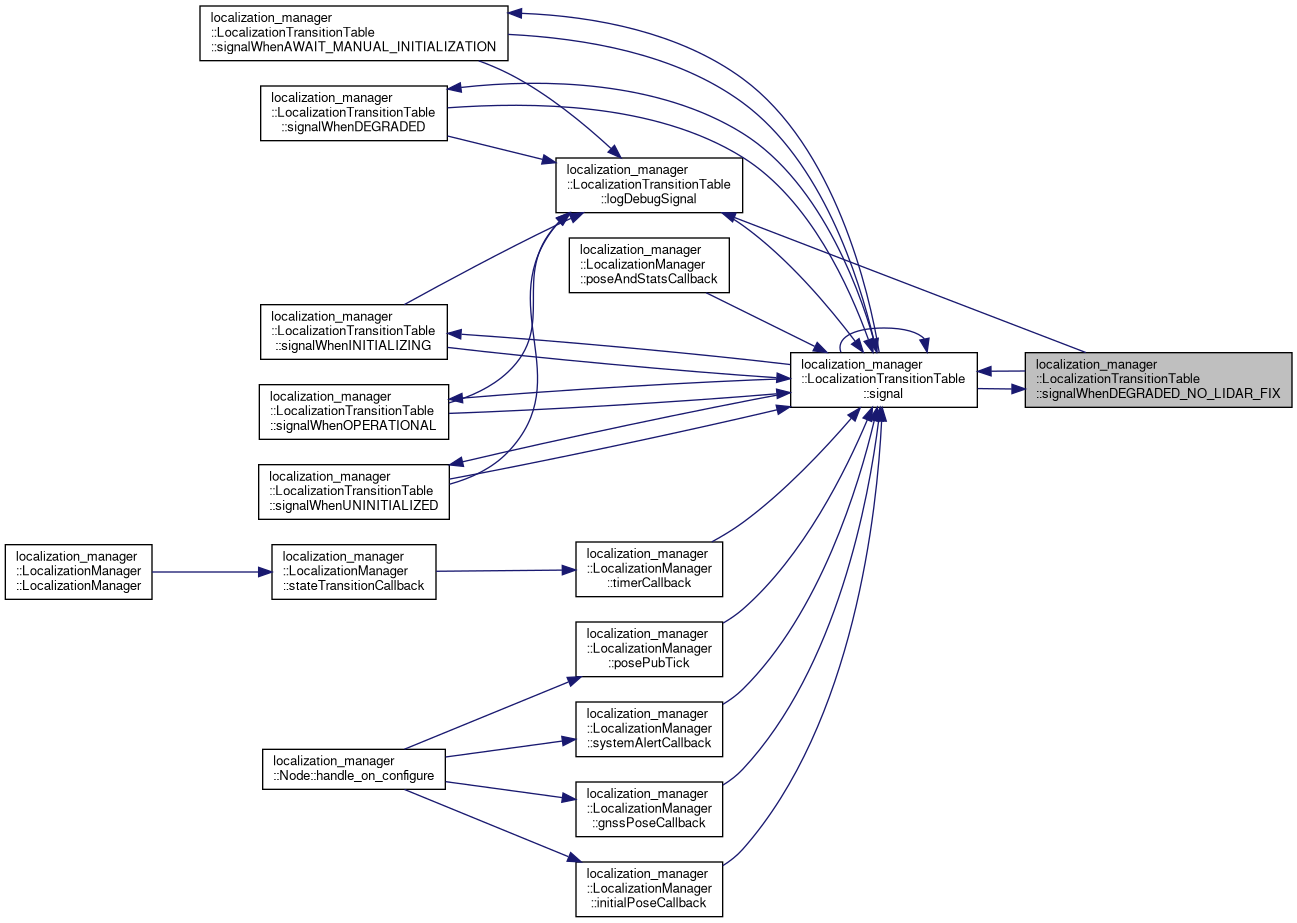 localization_manager
::LocalizationTransitionTable
::signalWhenAWAIT_MANUAL_INITIALIZATION
localization_manager
::LocalizationTransitionTable
::signalWhenDEGRADED
localization_manager
::LocalizationTransitionTable
::logDebugSignal
localization_manager
::LocalizationManager
::poseAndStatsCallback
localization_manager
::LocalizationTransitionTable
::signalWhenINITIALIZING
localization_manager
::LocalizationTransitionTable
::signal
localization_manager
::LocalizationTransitionTable
::signalWhenDEGRADED_NO_LIDAR_FIX
localization_manager
::LocalizationTransitionTable
::signalWhenOPERATIONAL
localization_manager
::LocalizationTransitionTable
::signalWhenUNINITIALIZED
localization_manager
::LocalizationManager
::LocalizationManager
localization_manager
::LocalizationManager
::stateTransitionCallback
localization_manager
::LocalizationManager
::timerCallback
localization_manager
::LocalizationManager
::posePubTick
localization_manager
::LocalizationManager
::systemAlertCallback
localization_manager
::Node::handle_on_configure
localization_manager
::LocalizationManager
::gnssPoseCallback
localization_manager
::LocalizationManager
::initialPoseCallback